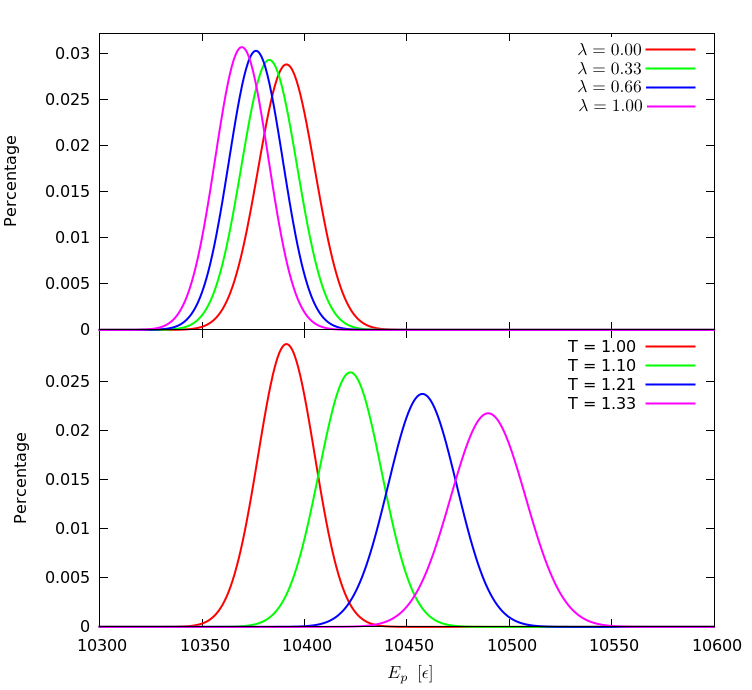 0.03
0.025
0.02
0.015
0.01
0.005
0
Percentage
λ = 0.00
λ = 0.33
λ = 0.66
λ = 1.00
0.025
0.02
0.015
0.01
0.005
0
Percentage
T = 1.00
T = 1.10
T = 1.21
T = 1.33
10300 10350 10400 10450 10500 10550 10600
E_p [ϵ]